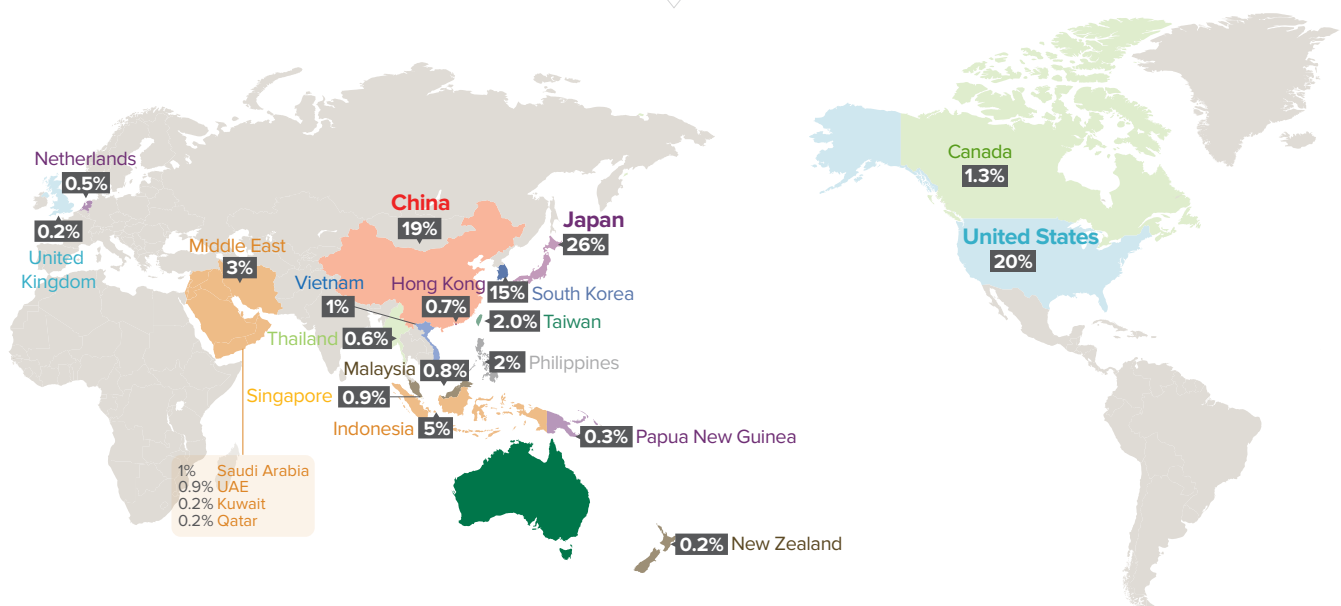 Netherlands
0.5%
0.2%
United
Kingdom
Middle East
3%
China
19%
Japan
26%
Vietnam
1%
Hong Kong
0.7%
15% South Korea
2.0% Taiwan
Thailand 0.6%
2% Philippines
Malaysia 0.8%
Singapore 0.9%
Indonesia 5%
0.3% Papua New Guinea
1% Saudi Arabia
0.9% UAE
0.2% Kuwait
0.2% Qatar
0.2% New Zealand
Canada
1.3%
United States
20%